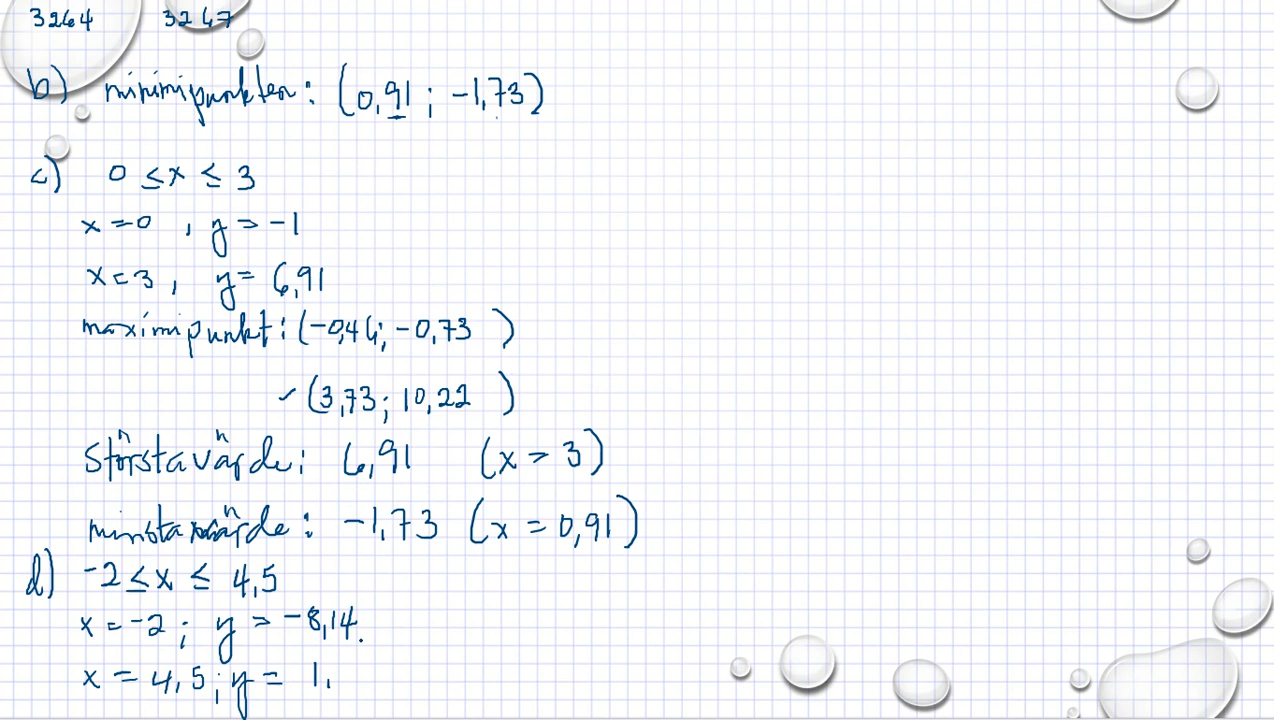 3264 3267
b) minimipunkten: (0,91 ; -1,73)
c) 0 ≤ x ≤ 3
x = 0 , y = -1
x = 3 , y = 6,91
maximipunkt: (-0,46; -0,73 )
(3,73; 10,22 )
Största värde: 6,91 (x = 3)
minsta värde: -1,73 (x = 0,91)
d) -2 ≤ x ≤ 4,5
x = -2 ; y = -8,14.
x = 4,5 ; y = 1,